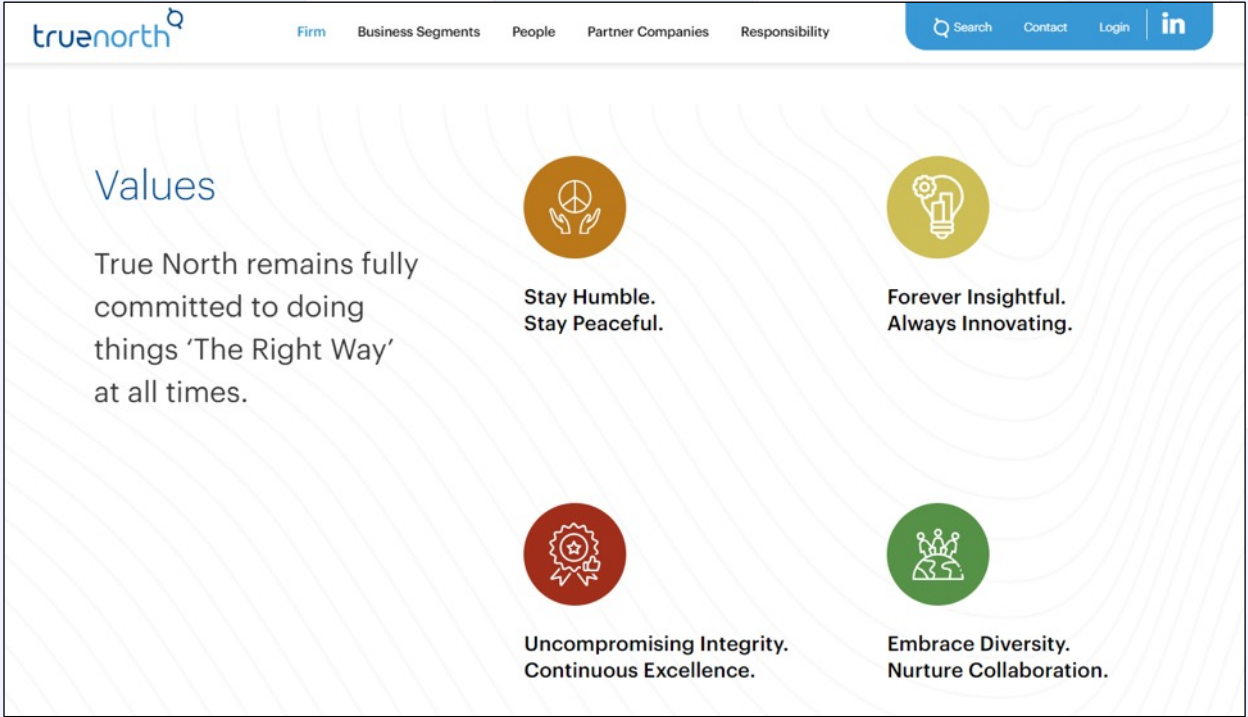 truenorth
Firm Business Segments People Partner Companies Responsibility
Search Contact Login in
Values
True North remains fully
committed to doing
things ‘The Right Way’
at all times.
Stay Humble.
Stay Peaceful.
Forever Insightful.
Always Innovating.
Uncompromising Integrity.
Continuous Excellence.
Embrace Diversity.
Nurture Collaboration.